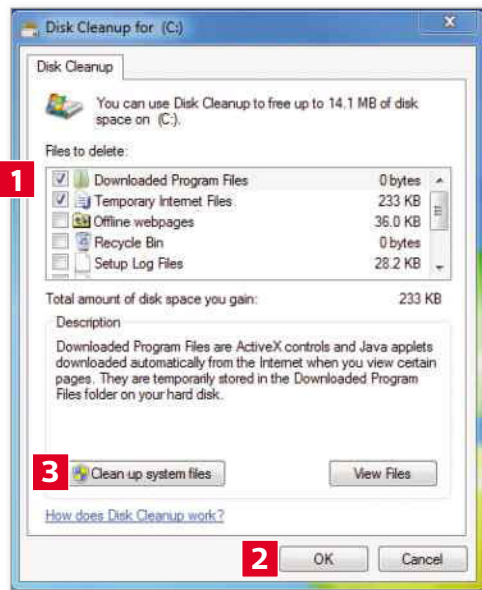 Disk Cleanup for (C:)
Disk Cleanup
You can use Disk Cleanup to free up to 14.1 MB of disk
space on (C:).
Files to delete:
1
Downloaded Program Files 0 bytes
Temporary Internet Files 233 KB
Offline webpages 36.0 KB
Recycle Bin 0 bytes
Setup Log Files 28.2 KB
Total amount of disk space you gain: 233 KB
Description
Downloaded Program Files are ActiveX controls and Java applets
downloaded automatically from the Internet when you view certain
pages. They are temporarily stored in the Downloaded Program
Files folder on your hard disk.
3 Clean up system files View Files
How does Disk Cleanup work?
2 OK Cancel